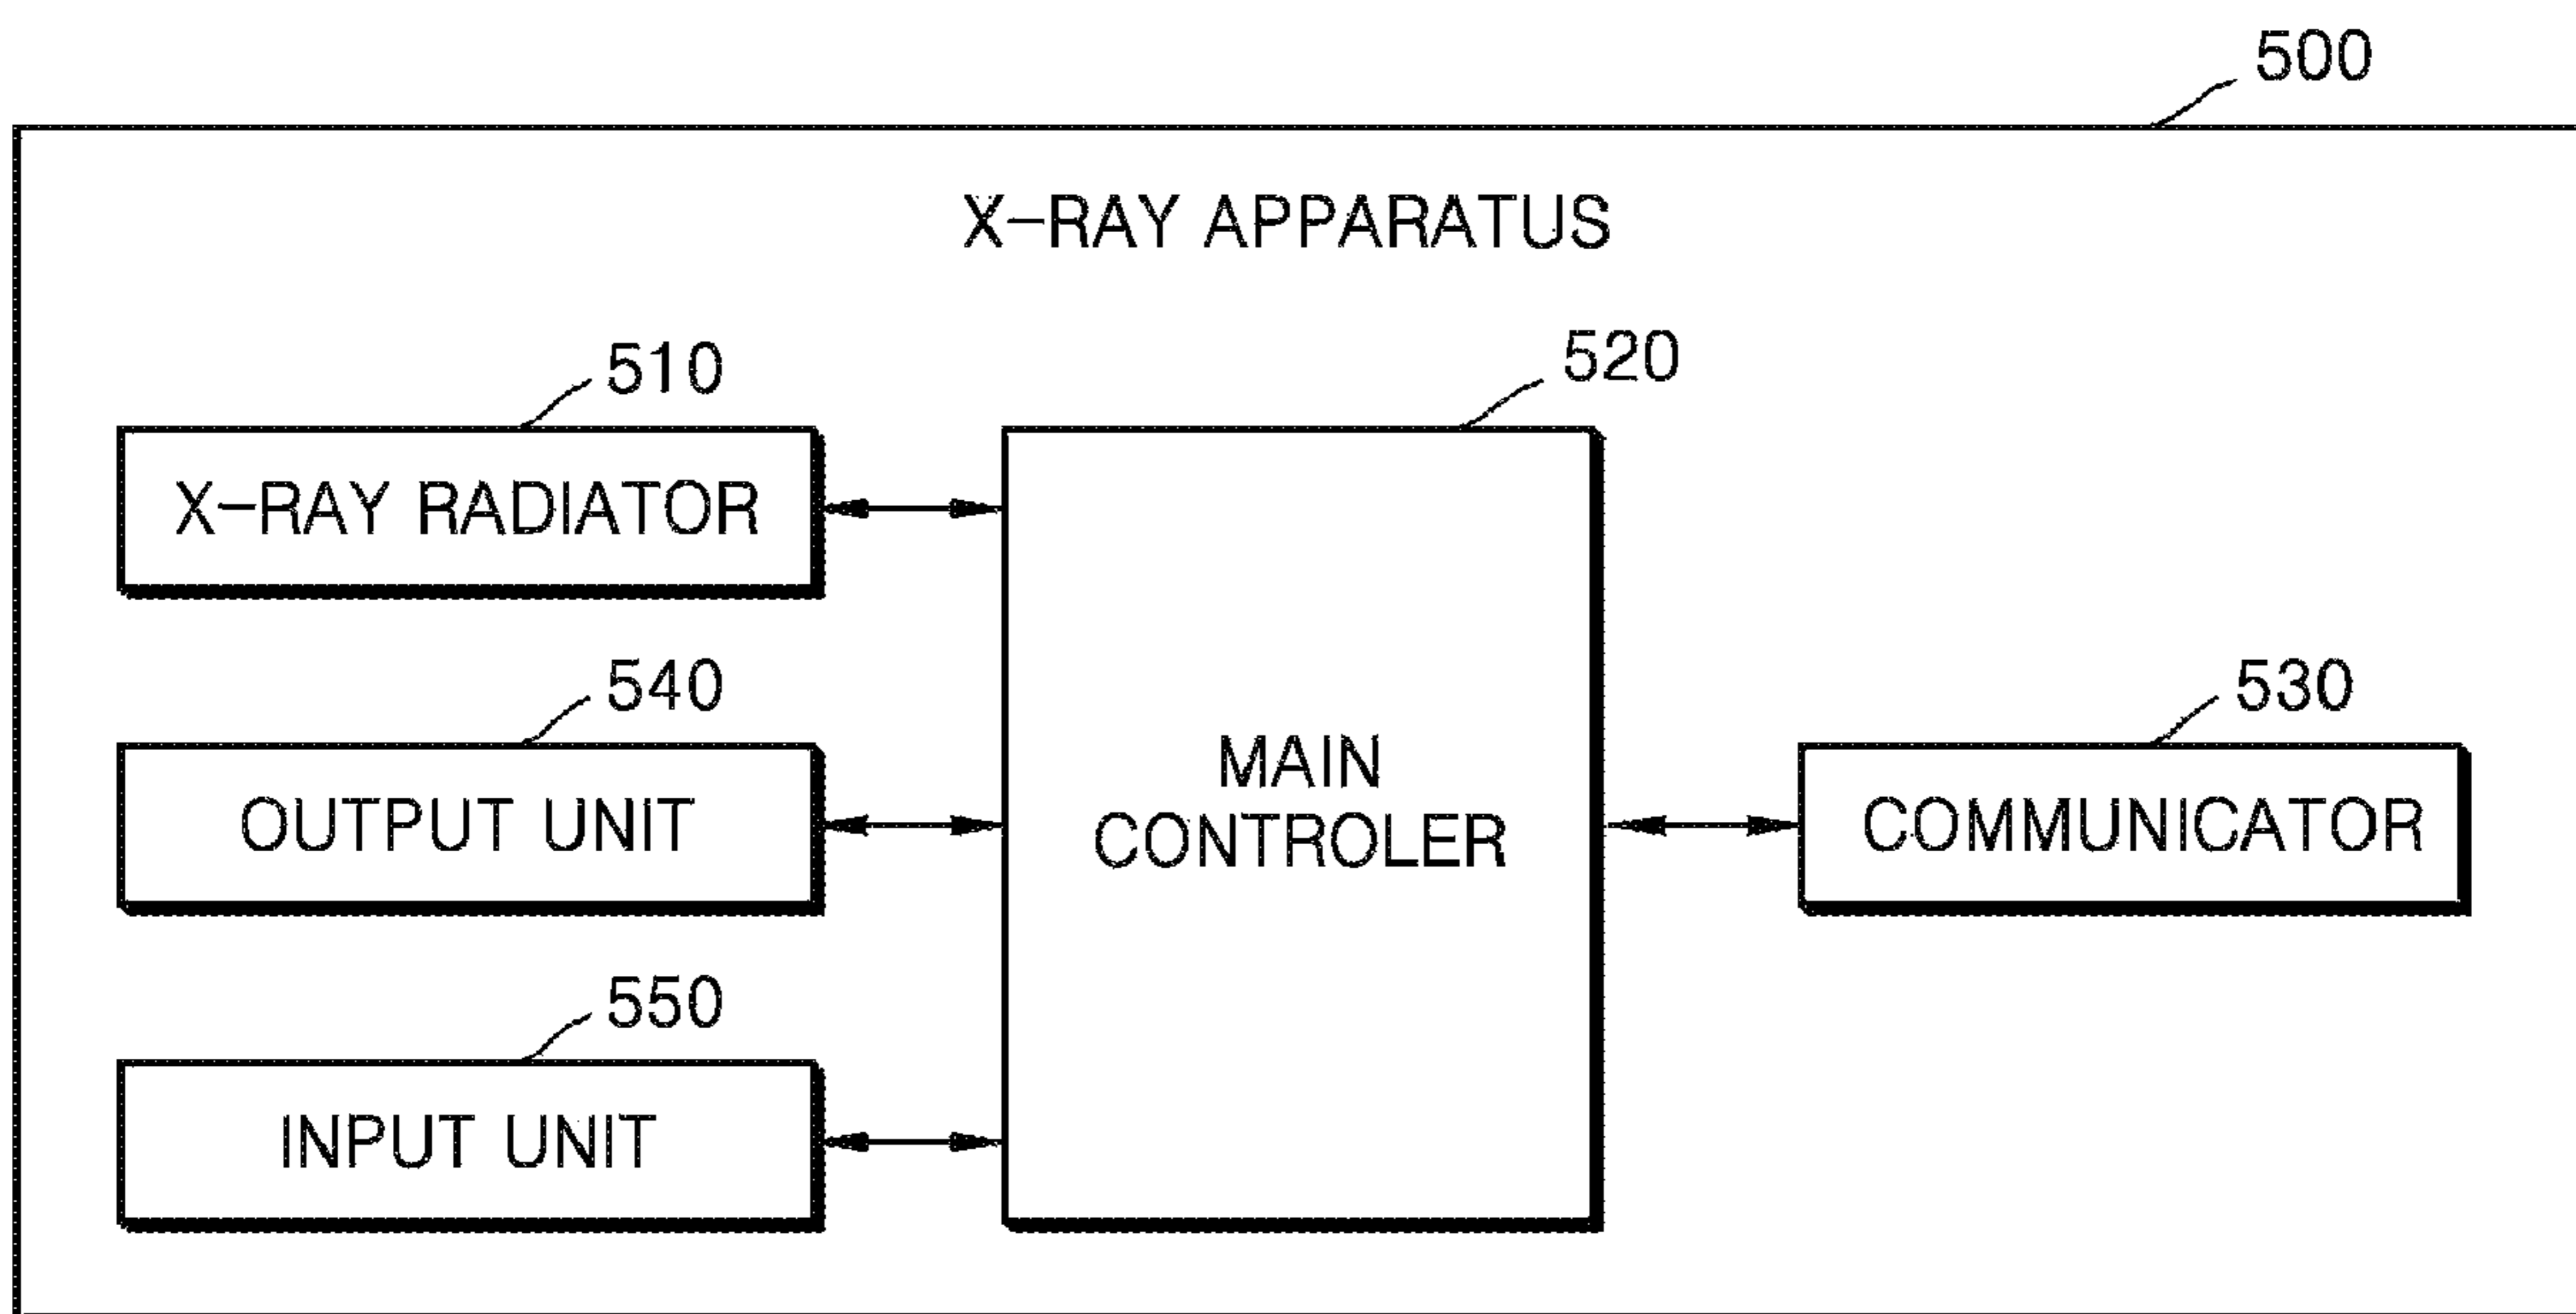 500
X-RAY APPARATUS
510
520
X-RAY RADIATOR
540
530
OUTPUT UNIT
MAIN
CONTROLER
COMMUNICATOR
550
INPUT UNIT